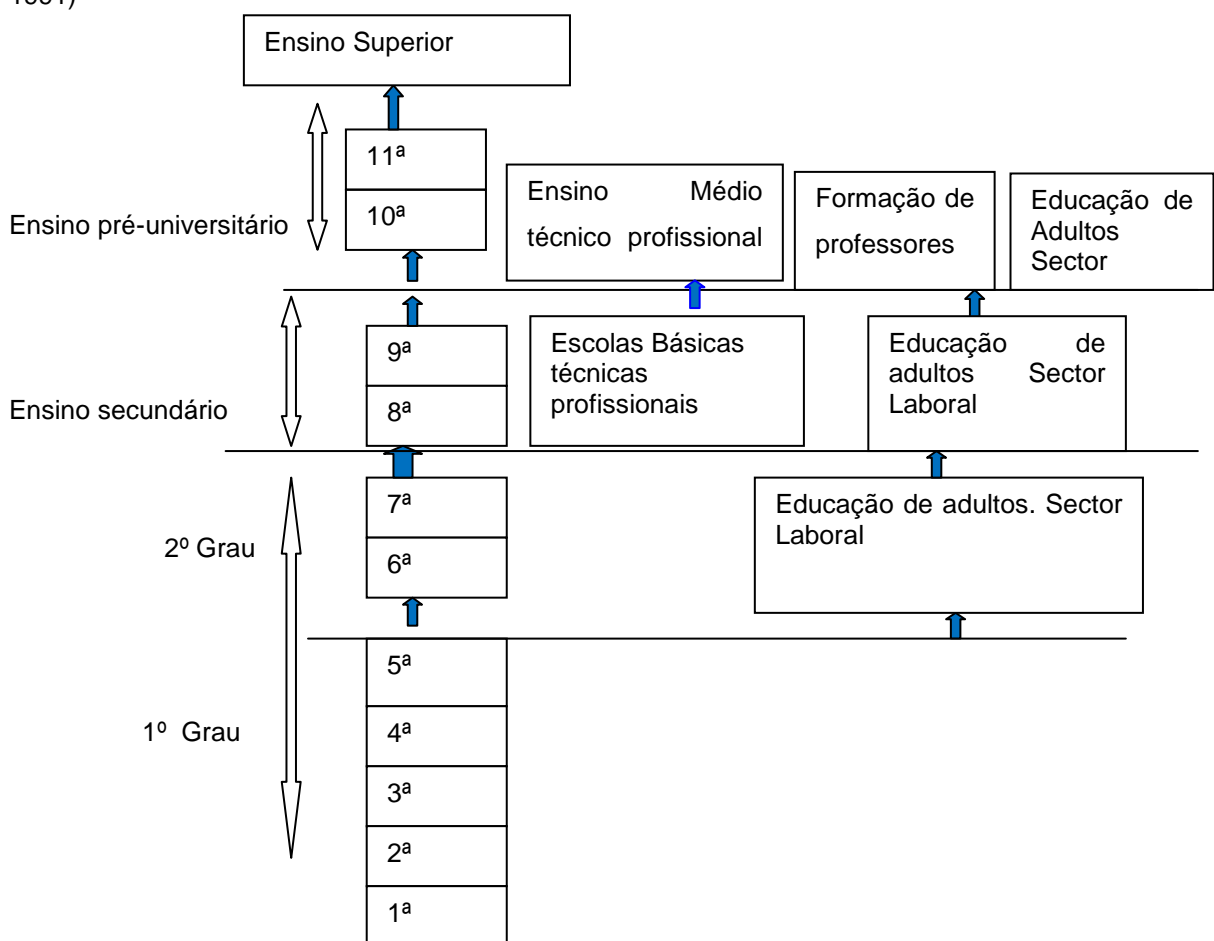 Ensino Superior
11ª
10ª
Ensino pré-universitário
Ensino Médio
técnico profissional
Formação de
professores
Educação de
Adultos
Sector
9ª
8ª
Ensino secundário
Escolas Básicas
técnicas
profissionais
Educação de
adultos Sector
Laboral
7ª
6ª
2º Grau
Educação de adultos. Sector
Laboral
5ª
4ª
3ª
2ª
1ª
1º Grau